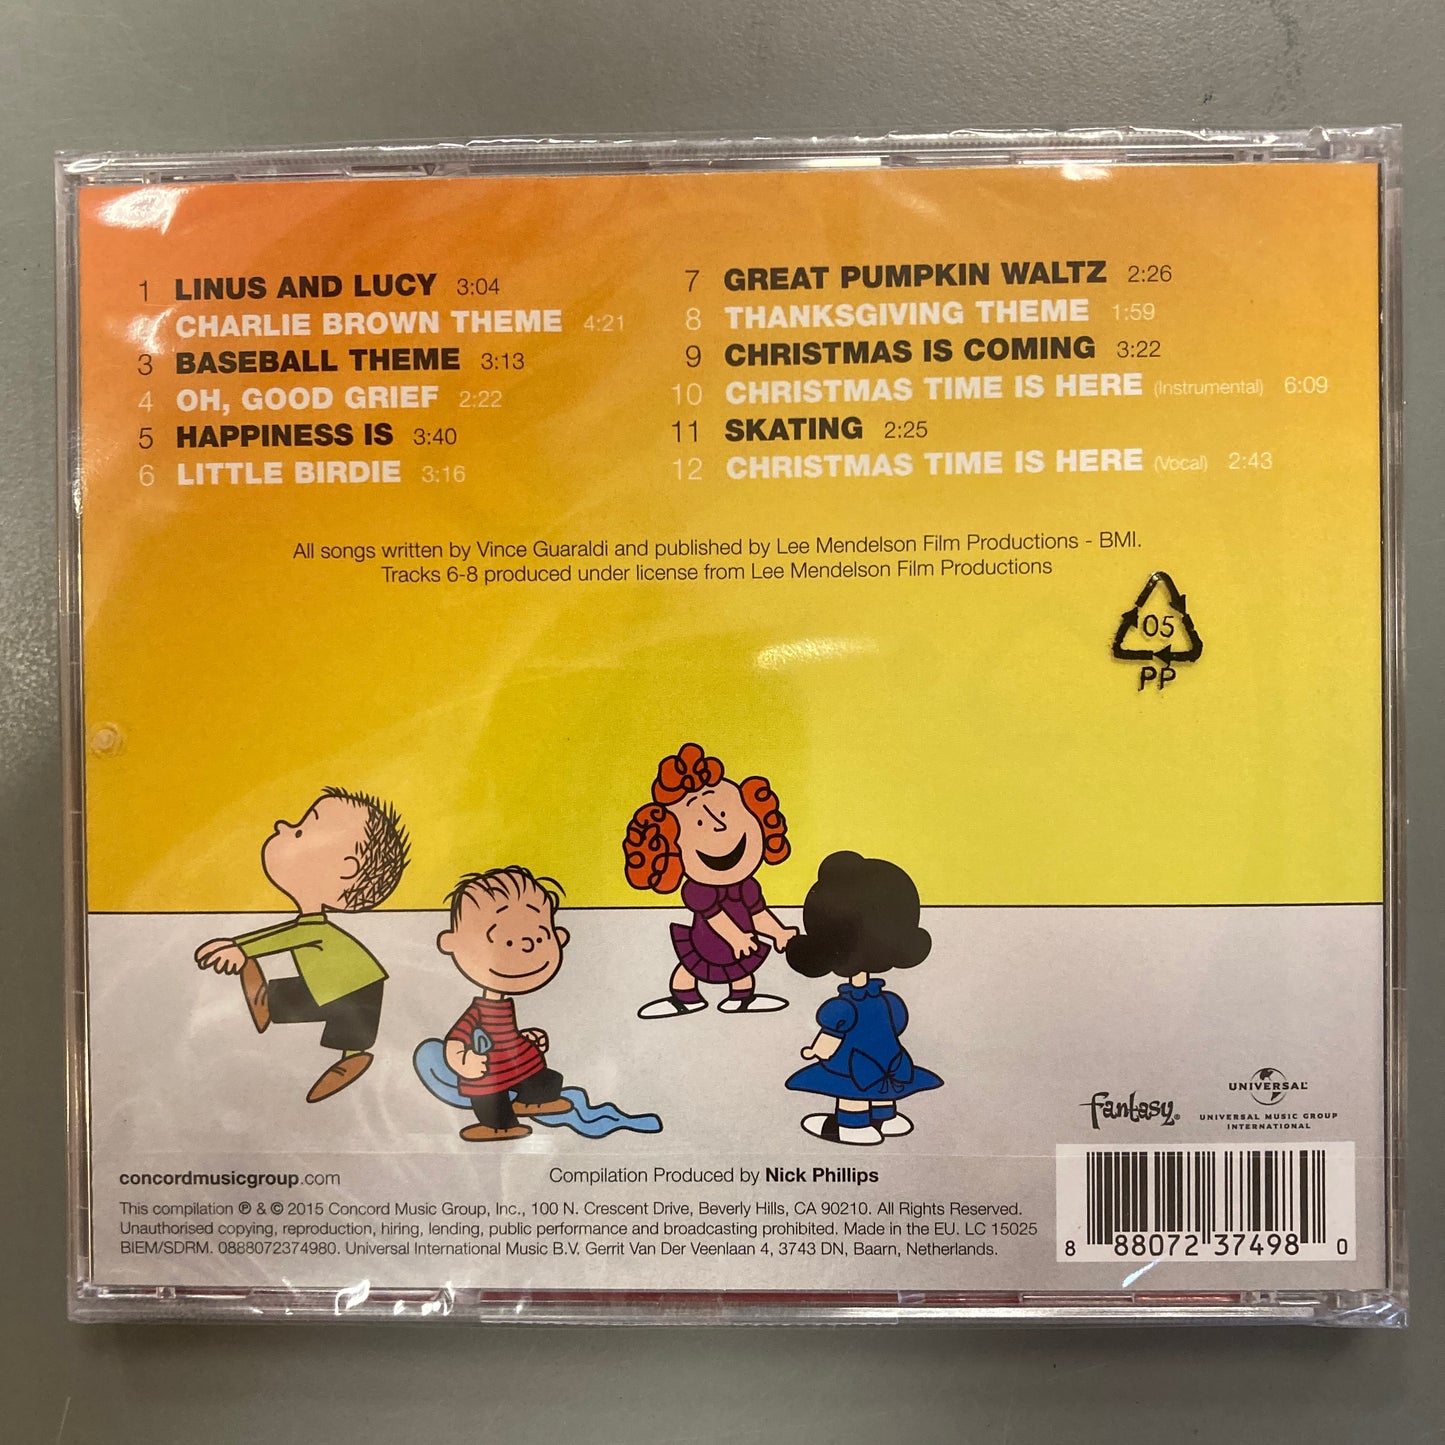 1 LINUS AND LUCY 3:04
CHARLIE BROWN THEME 4:21
3 BASEBALL THEME 3:13
4 OH, GOOD GRIEF 2:22
5 HAPPINESS IS 3:40
6 LITTLE BIRDIE 3:16
7 GREAT PUMPKIN WALTZ 2:26
8 THANKSGIVING THEME 1:59
9 CHRISTMAS IS COMING 3:22
10 CHRISTMAS TIME IS HERE (Instrumental) 6:09
11 SKATING 2:25
12 CHRISTMAS TIME IS HERE (Vocal) 2:43
All songs written by Vince Guaraldi and published by Lee Mendelson Film Productions - BMI.
Tracks 6-8 produced under license from Lee Mendelson Film Productions
05
PP
Fantasy®
UNIVERSAL
UNIVERSAL MUSIC GROUP
INTERNATIONAL
concordmusicgroup.com
Compilation Produced by Nick Phillips
This compilation ℗ & © 2015 Concord Music Group, Inc., 100 N. Crescent Drive, Beverly Hills, CA 90210. All Rights Reserved.
Unauthorised copying, reproduction, hiring, lending, public performance and broadcasting prohibited. Made in the EU. LC 15025
BIEM/SDRM. 0888072374980. Universal International Music B.V. Gerrit Van Der Veenlaan 4, 3743 DN, Baarn, Netherlands.
8 88072 37498 0